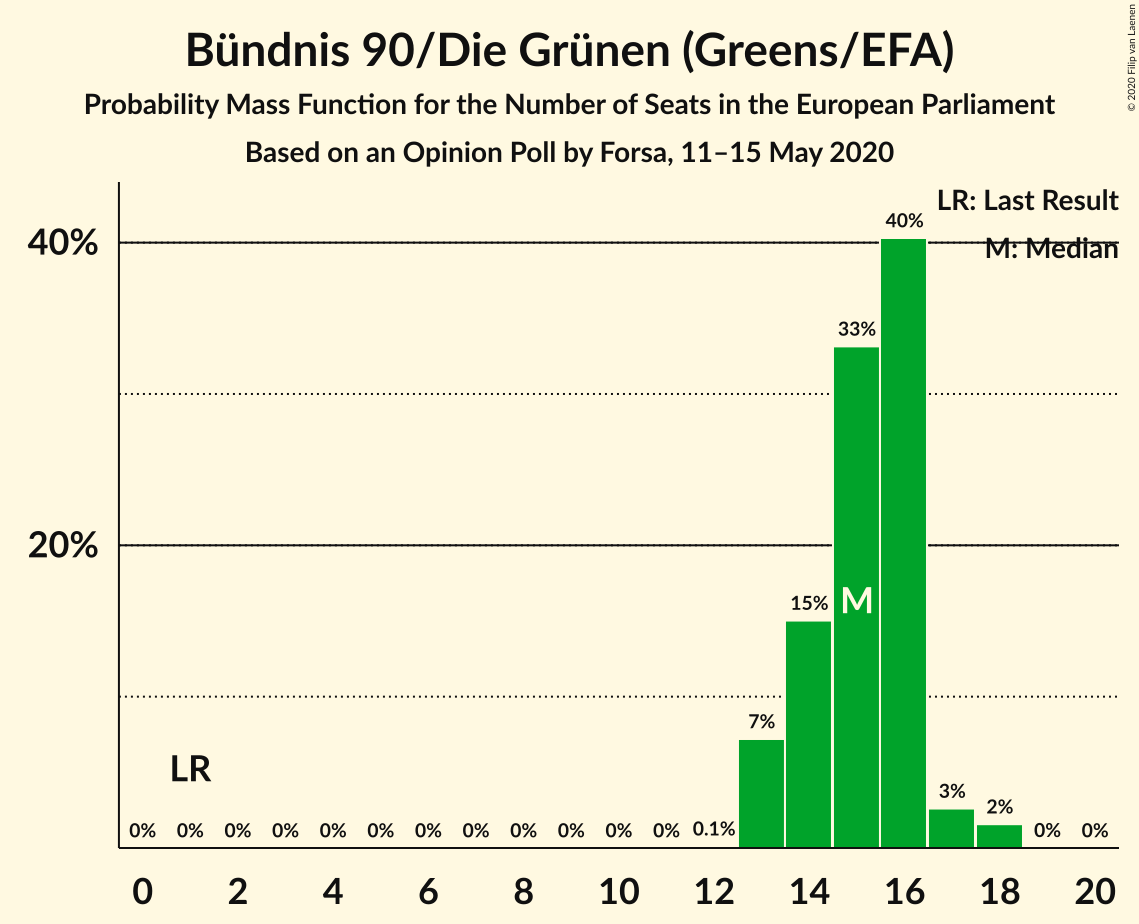 Bündnis 90/Die Grünen (Greens/EFA)
Probability Mass Function for the Number of Seats in the European Parliament
Based on an Opinion Poll by Forsa, 11–15 May 2020
© 2020 Filip van Laenen
LR: Last Result
M: Median
40%
20%
40%
33%
15%
M
7%
LR
3%
2%
0% 0% 0% 0% 0% 0% 0% 0% 0% 0% 0% 0% 0.1% 0% 0%
0 2 4 6 8 10 12 14 16 18 20